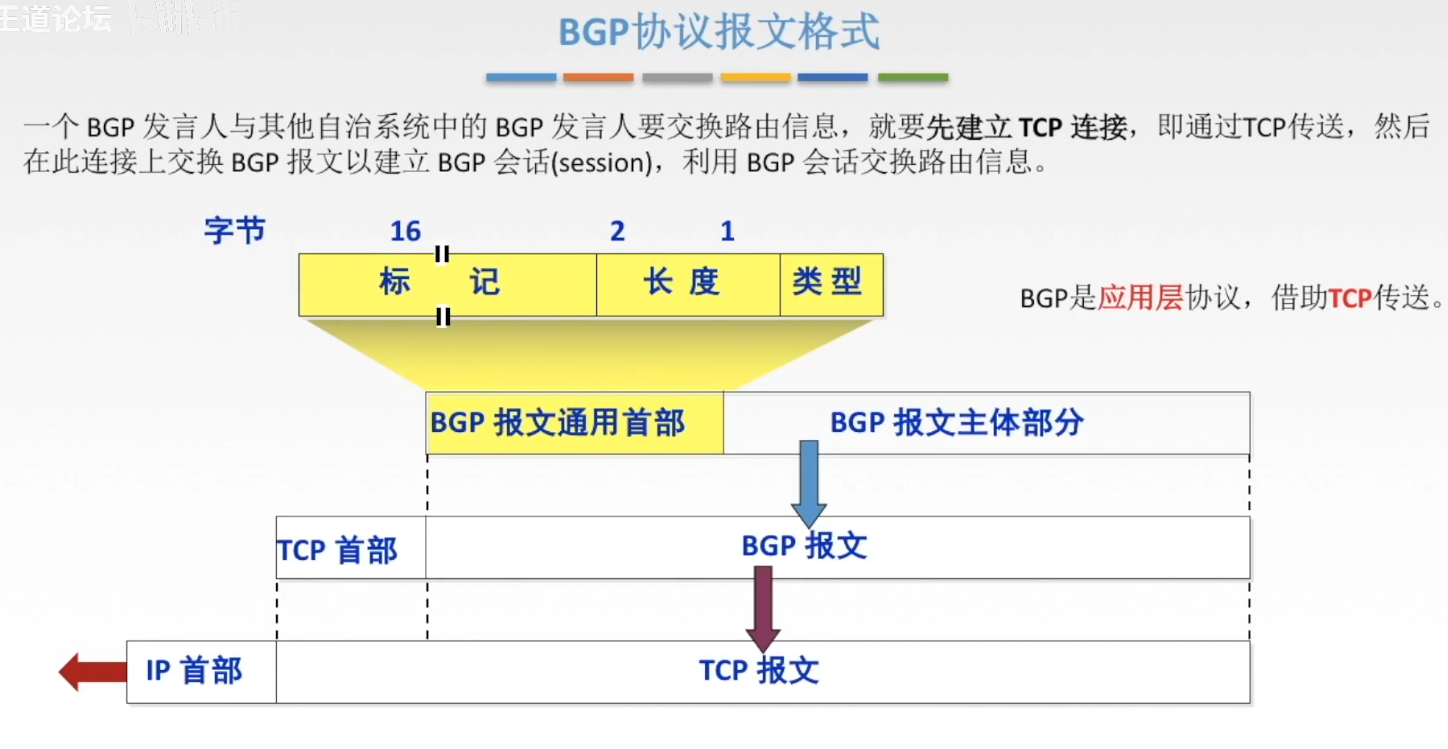 王道论坛
BGP协议报文格式
一个 BGP 发言人与其他自治系统中的 BGP 发言人要交换路由信息，就要先建立 TCP 连接，即通过TCP传送，然后
在此连接上交换 BGP 报文以建立 BGP 会话(session)，利用 BGP 会话交换路由信息。
字节 16 2 1
标 记 长 度 类 型
BGP是应用层协议，借助TCP传送。
BGP 报文通用首部 BGP 报文主体部分
TCP 首部 BGP 报文
IP 首部 TCP 报文